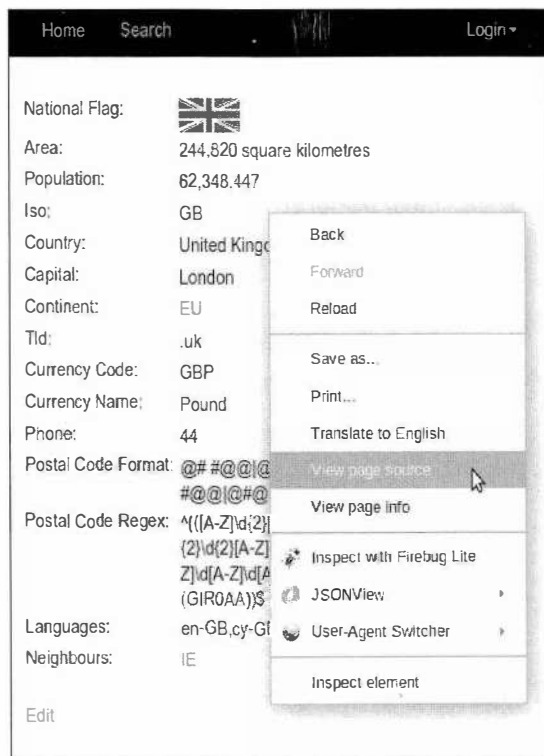 Home Search Login
National Flag:
Area: 244,820 square kilometres
Population: 62,348.447
Iso: GB
Country: United Kingd
Capital: London
Continent: EU
Tld: .uk
Currency Code: GBP
Currency Name: Pound
Phone: 44
Postal Code Format: @# #@@|@
#@@|@#@
Postal Code Regex: ^(([A-Z]\d{2}[
{2}\d{2}[A-Z]
Z]\d[A-Z]\d[A
(GIR0AA))$
Languages: en-GB,cy-G
Neighbours: IE
Edit
Back
Forward
Reload
Save as...
Print...
Translate to English
View page source
View page info
Inspect with Firebug Lite
JSONView
User-Agent Switcher
Inspect element